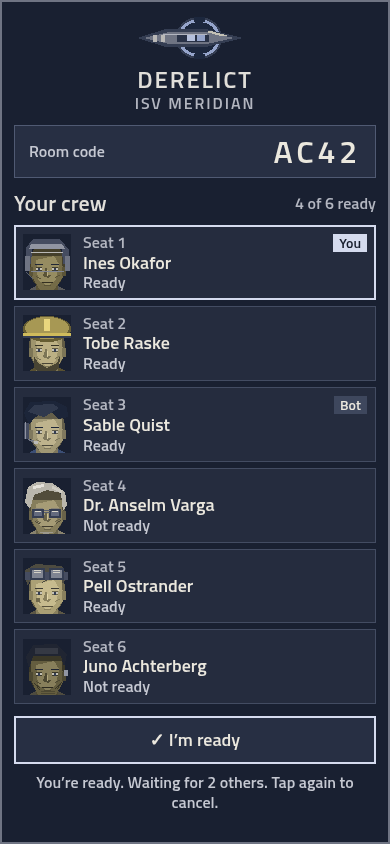 DERELICT
ISV MERIDIAN
Room code
AC42
Your crew
4 of 6 ready
Seat 1
You
Ines Okafor
Ready
Seat 2
Tobe Raske
Ready
Seat 3
Bot
Sable Quist
Ready
Seat 4
Dr. Anselm Varga
Not ready
Seat 5
Pell Ostrander
Ready
Seat 6
Juno Achterberg
Not ready
✓ I'm ready
You're ready. Waiting for 2 others. Tap again to
cancel.